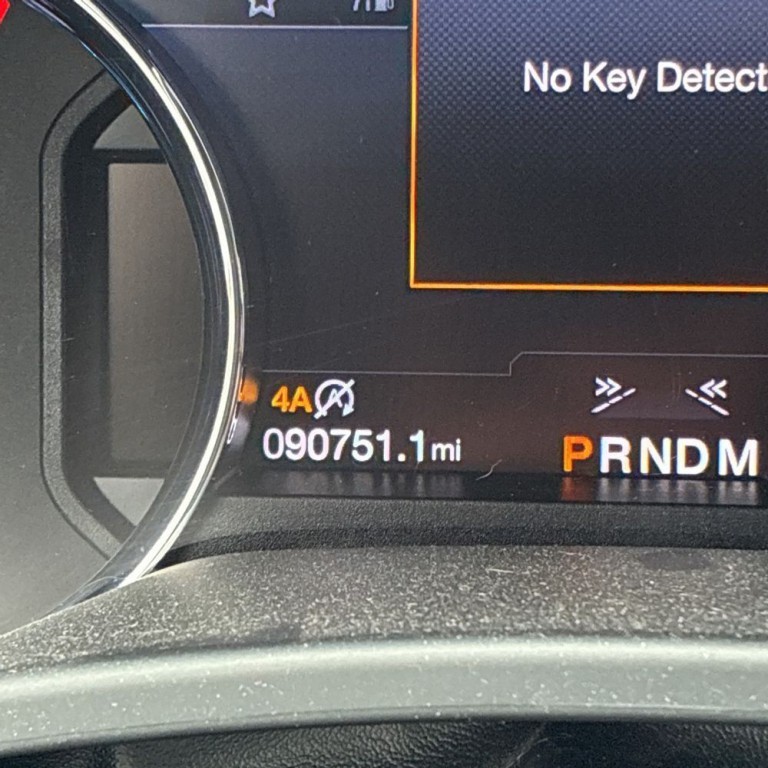 No Key Detect
4A
090751.1mi
PRNDM